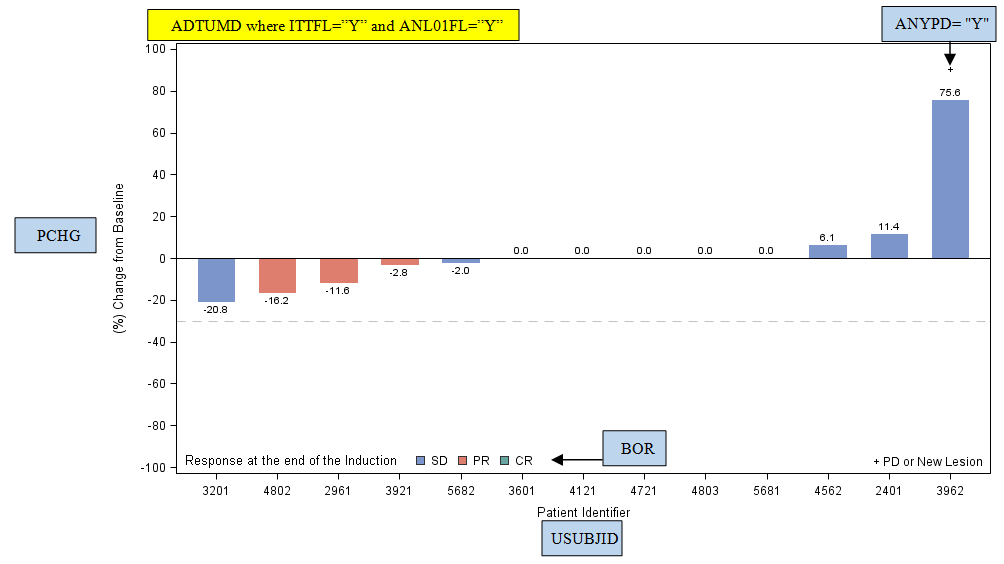 ADTUMD where ITTFL=”Y” and ANL01FL=”Y”
ANYPD= "Y"
+
100
80
60
40
20
0
-20
-40
-60
-80
-100
(%) Change from Baseline
PCHG
-20.8
-16.2
-11.6
-2.8
-2.0
0.0
0.0
0.0
0.0
0.0
6.1
11.4
75.6
Response at the end of the Induction SD PR CR
BOR
+ PD or New Lesion
3201 4802 2961 3921 5682 3601 4121 4721 4803 5681 4562 2401 3962
Patient Identifier
USUBJID